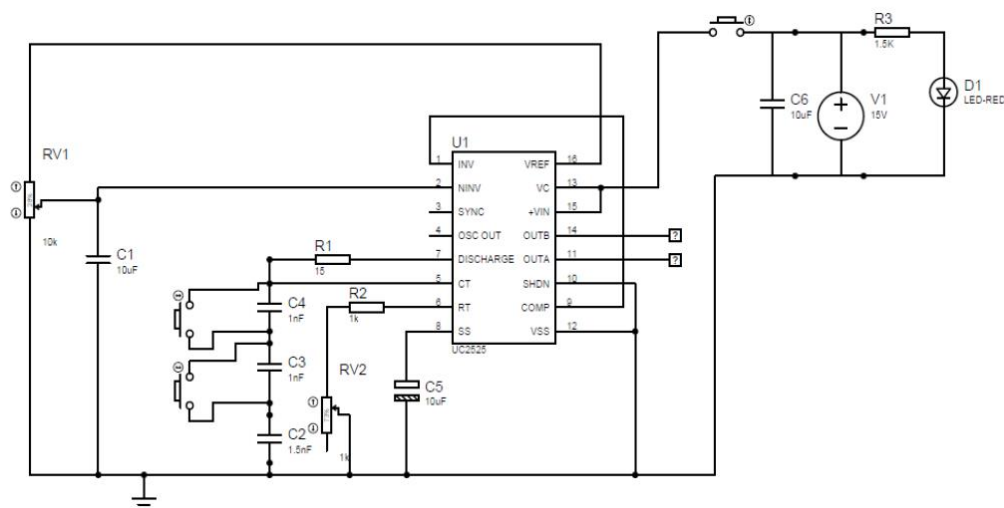 R3
1.5K
D1
LED-RED
C6
10uF
V1
15V
U1
RV1
10k
C1
10uF
1 INV VREF 16
2 NINV VC 13
3 SYNC +VIN 15
4 OSC OUT OUTB 14 ?
7 DISCHARGE OUTA 11 ?
5 CT SHDN 10
6 RT COMP 9
8 SS VSS 12
UC2525
R1
15
R2
1k
C4
1nF
C3
1nF
C2
1.5nF
RV2
1k
C5
10uF